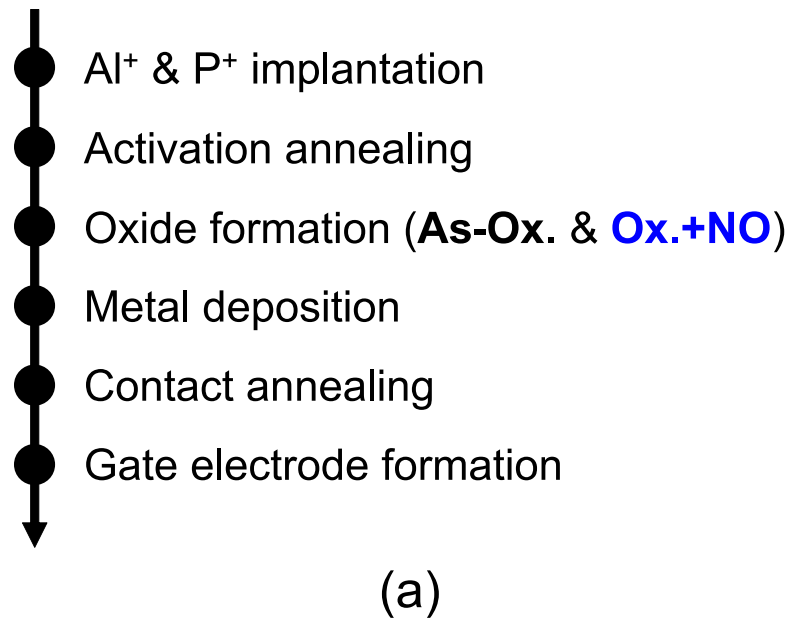 Al⁺ & P⁺ implantation
Activation annealing
Oxide formation (As-Ox. & Ox.+NO)
Metal deposition
Contact annealing
Gate electrode formation
(a)